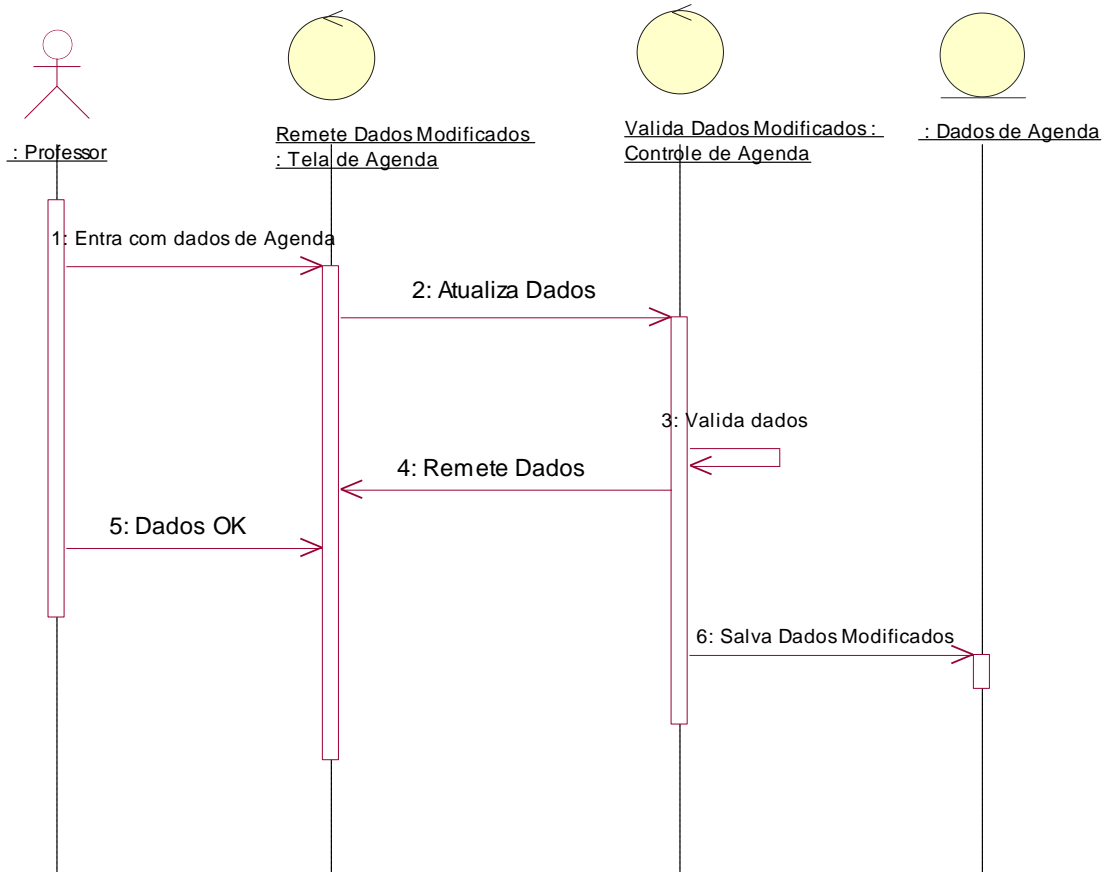 : Professor
Remete Dados Modificados
: Tela de Agenda
Valida Dados Modificados :
Controle de Agenda
: Dados de Agenda
1: Entra com dados de Agenda
2: Atualiza Dados
3: Valida dados
4: Remete Dados
5: Dados OK
6: Salva Dados Modificados